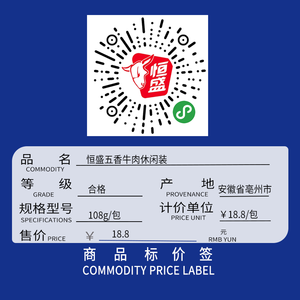 恒盛
品 名 恒盛五香牛肉休闲装
COMMODITY
等 级 合格 产 地 安徽省亳州市
GRADE PROVENANCE
规格型号 108g/包 计价单位 ￥18.8/包
SPECIFICATIONS PRICE UNIT
售价 PRICE ￥ 18.8 元
RMB YUN
商品标价签
COMMODITY PRICE LABEL